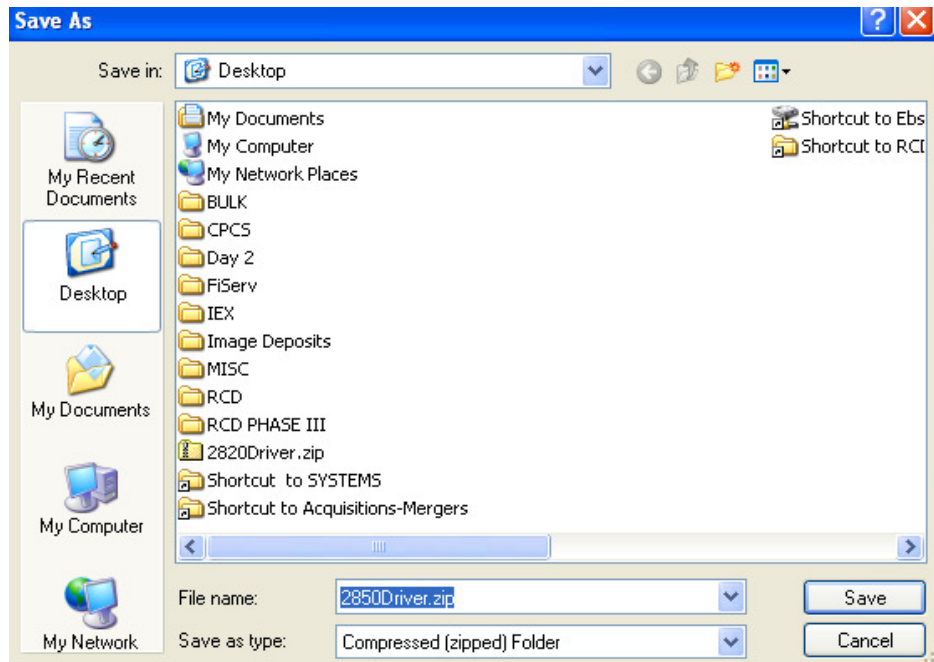 Save As
Save in:
Desktop
My Recent
Documents
Desktop
My Documents
My Computer
My Network
My Documents
My Computer
My Network Places
BULK
CPCS
Day 2
FiServ
IEX
Image Deposits
MISC
RCD
RCD PHASE III
2820Driver.zip
Shortcut to SYSTEMS
Shortcut to Acquisitions-Mergers
Shortcut to Ebs
Shortcut to RCD
File name:
2850Driver.zip
Save
Save as type:
Compressed (zipped) Folder
Cancel